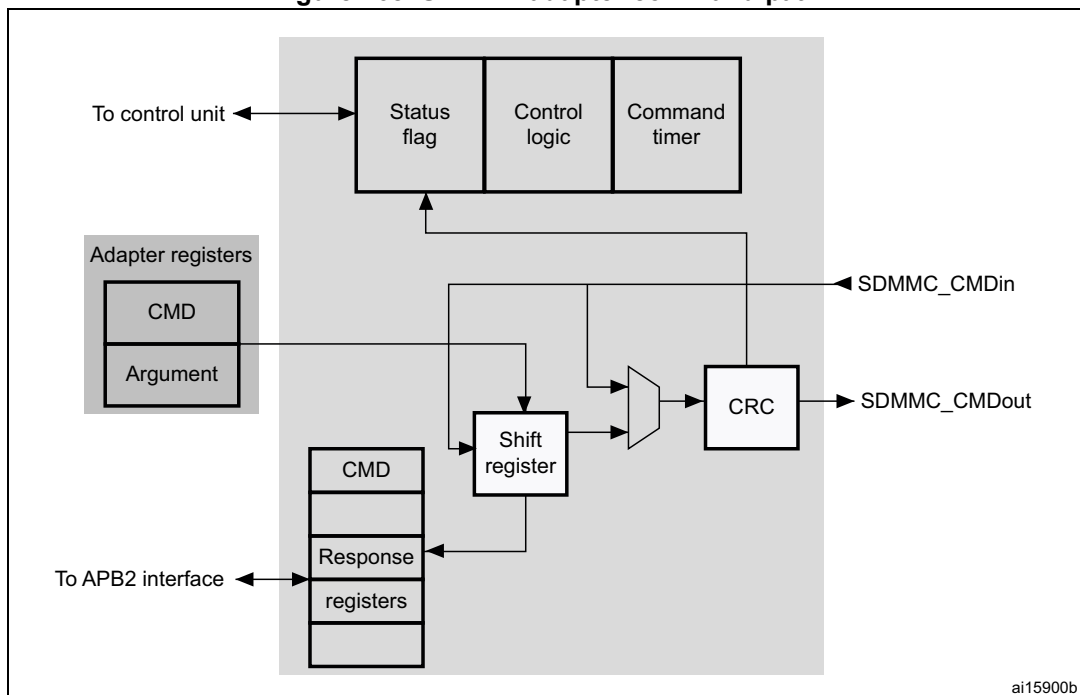 To control unit
Status
flag
Control
logic
Command
timer
Adapter registers
CMD
Argument
SDMMC_CMDin
CRC
SDMMC_CMDout
Shift
register
CMD
Response
registers
To APB2 interface
ai15900b